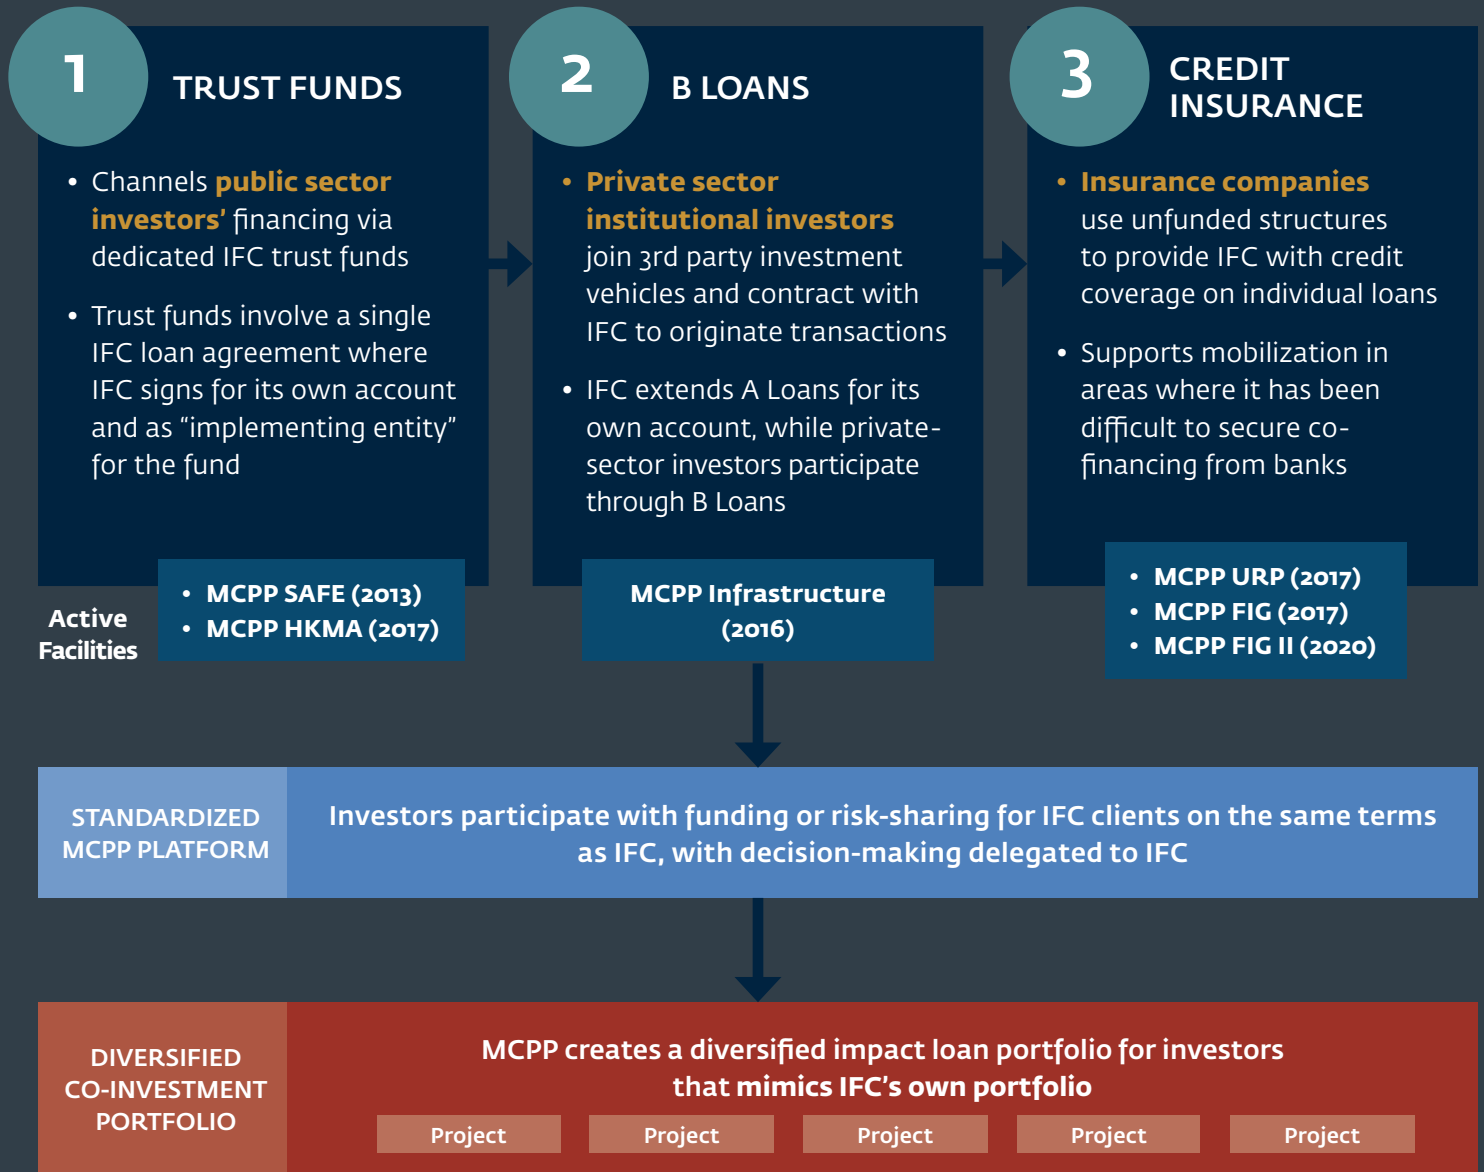 1
TRUST FUNDS
• Channels public sector
investors’ financing via
dedicated IFC trust funds
• Trust funds involve a single
IFC loan agreement where
IFC signs for its own account
and as “implementing entity”
for the fund
2
B LOANS
• Private sector
institutional investors
join 3rd party investment
vehicles and contract with
IFC to originate transactions
• IFC extends A Loans for its
own account, while private-
sector investors participate
through B Loans
3
CREDIT
INSURANCE
• Insurance companies
use unfunded structures
to provide IFC with credit
coverage on individual loans
• Supports mobilization in
areas where it has been
difficult to secure co-
financing from banks
Active
Facilities
• MCPP SAFE (2013)
• MCPP HKMA (2017)
MCPP Infrastructure
(2016)
• MCPP URP (2017)
• MCPP FIG (2017)
• MCPP FIG II (2020)
STANDARDIZED
MCPP PLATFORM
Investors participate with funding or risk-sharing for IFC clients on the same terms
as IFC, with decision-making delegated to IFC
DIVERSIFIED
CO-INVESTMENT
PORTFOLIO
MCPP creates a diversified impact loan portfolio for investors
that mimics IFC’s own portfolio
Project
Project
Project
Project
Project